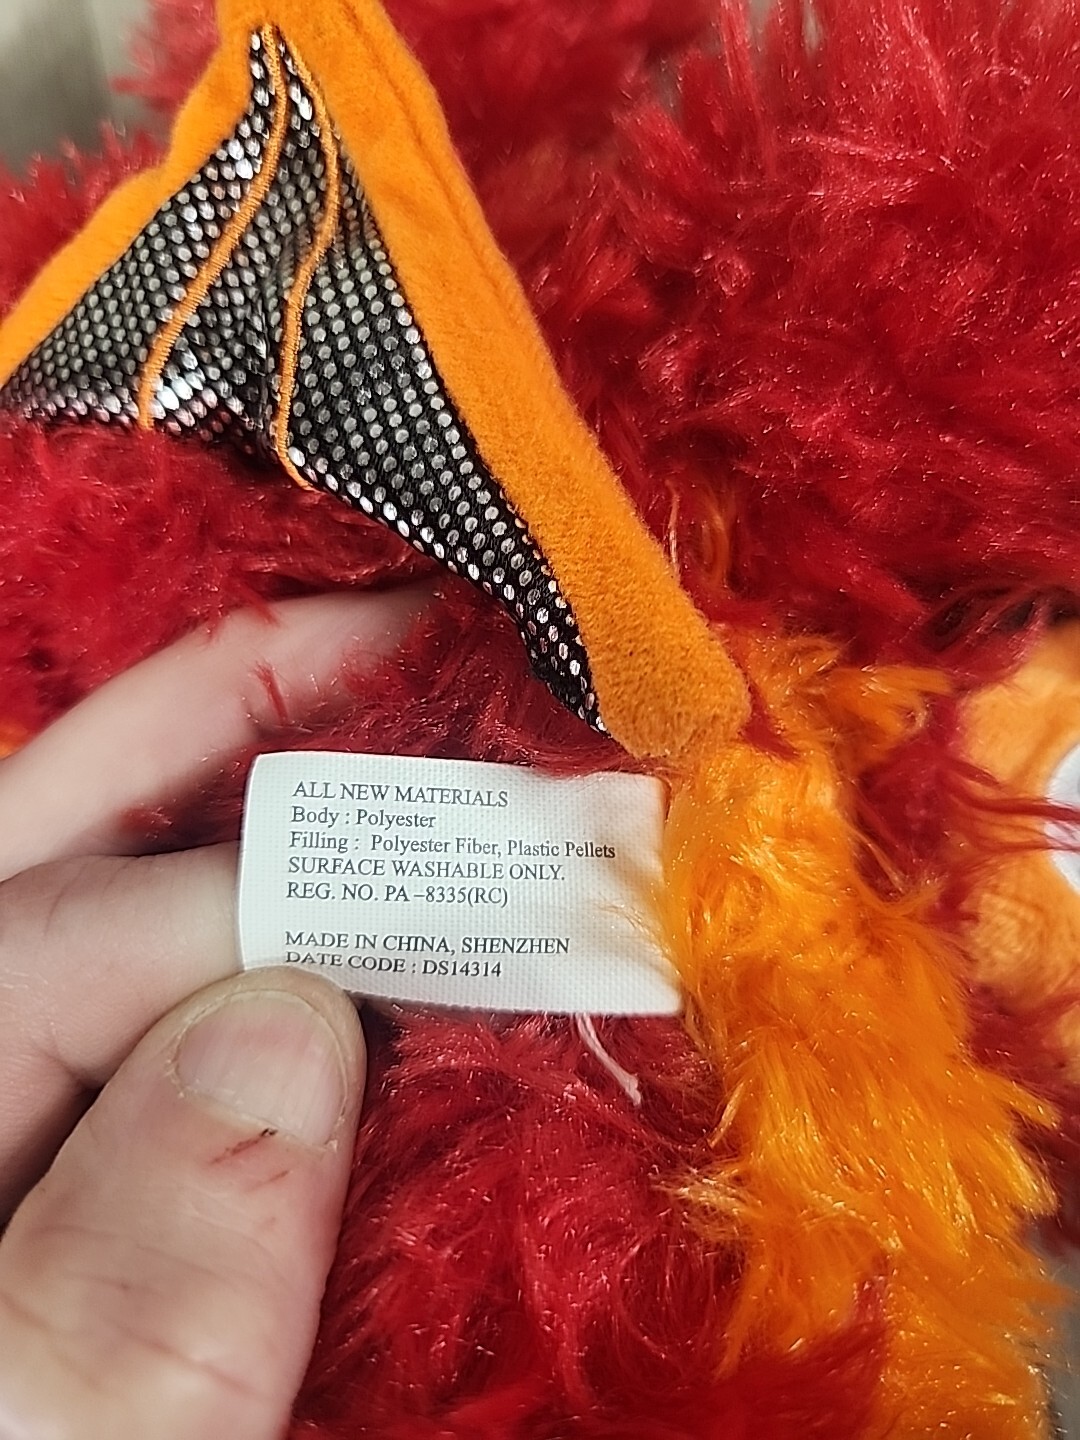 ALL NEW MATERIALS
Body : Polyester
Filling : Polyester Fiber, Plastic Pellets
SURFACE WASHABLE ONLY.
REG. NO. PA –8335(RC)
MADE IN CHINA, SHENZHEN
DATE CODE : DS14314